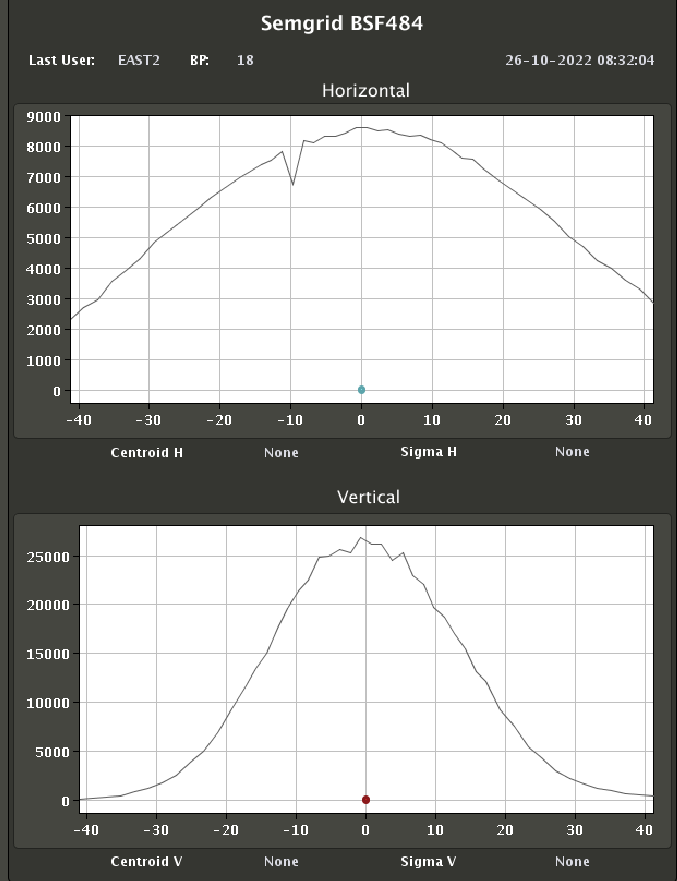 Semgrid BSF484
Last User: EAST2 BP: 18 26-10-2022 08:32:04
Horizontal
9000
8000
7000
6000
5000
4000
3000
2000
1000
0
-40 -30 -20 -10 0 10 20 30 40
Centroid H None Sigma H None
Vertical
25000
20000
15000
10000
5000
0
-40 -30 -20 -10 0 10 20 30 40
Centroid V None Sigma V None